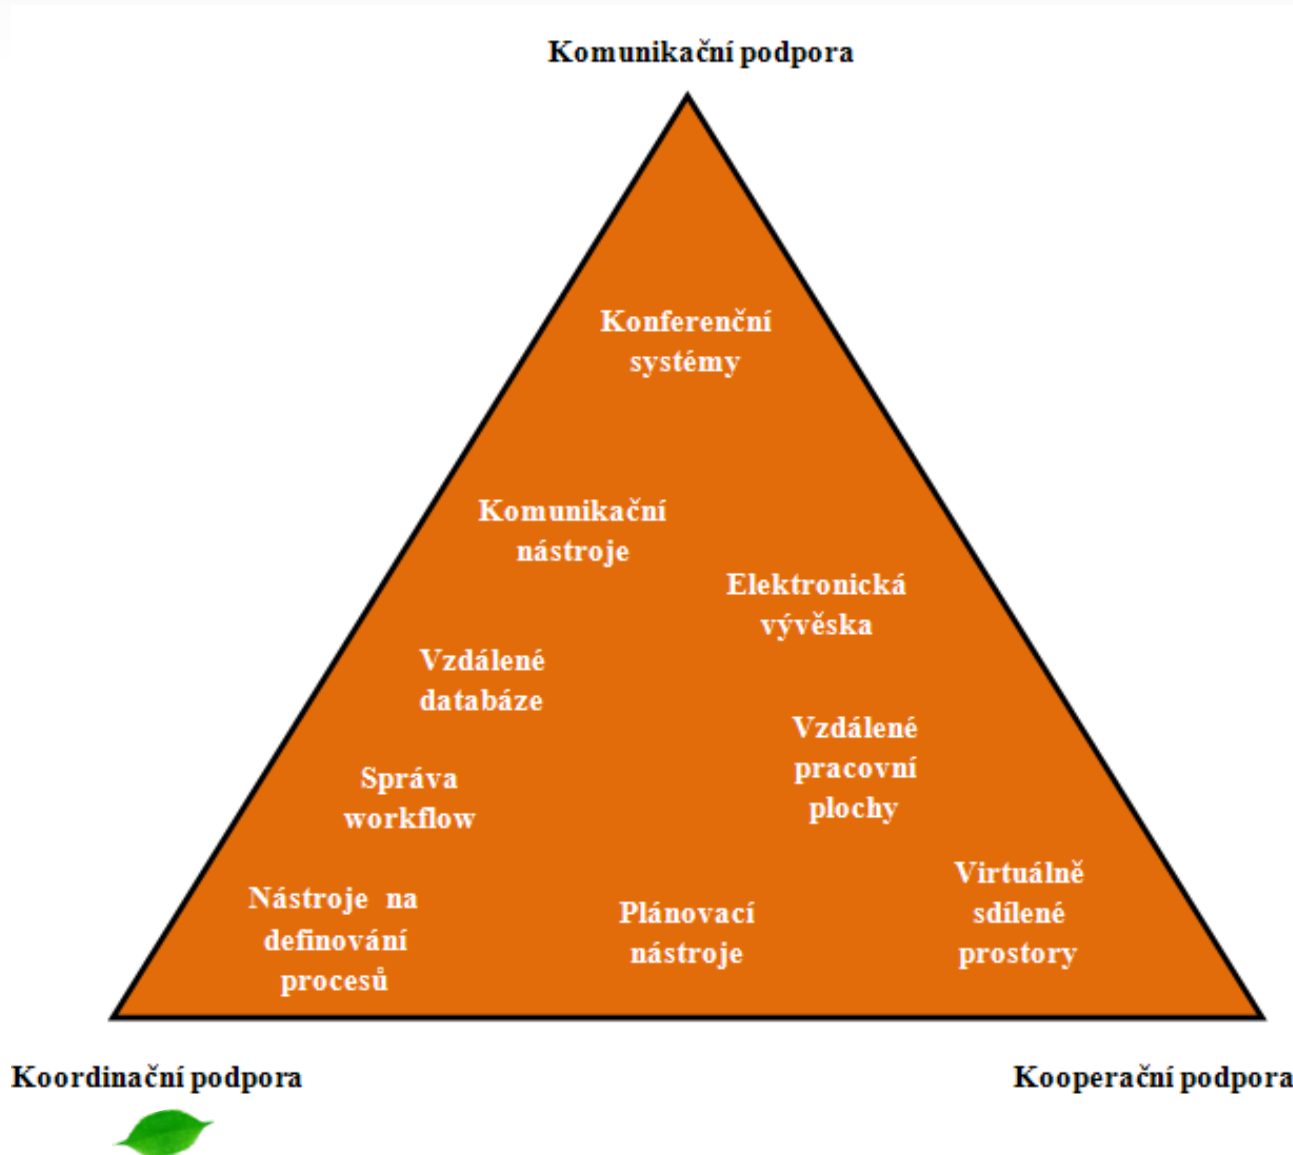 Komunikační podpora
Konferenční
systémy
Komunikační
nástroje
Elektronická
vývěska
Vzdálené
databáze
Vzdálené
pracovní
plochy
Správa
workflow
Virtuálně
sdílené
prostory
Nástroje na
definování
procesů
Plánovací
nástroje
Koordinační podpora
Kooperační podpora